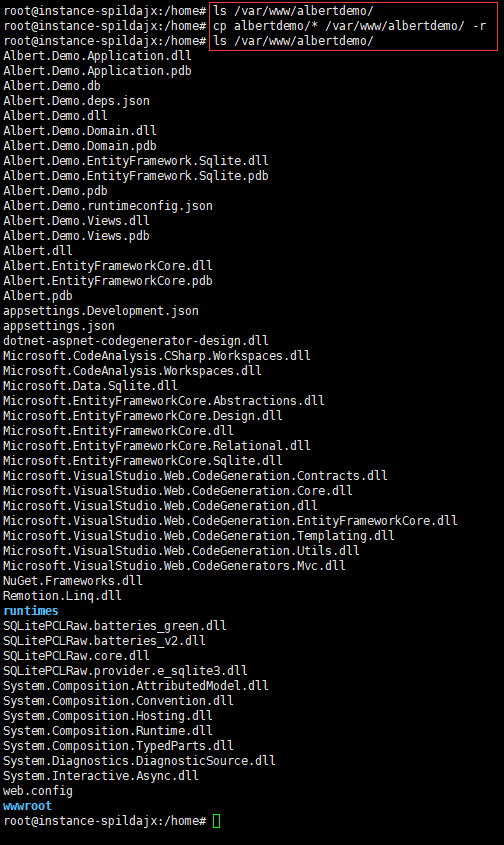 root@instance-spildajx:/home# ls /var/www/albertdemo/
root@instance-spildajx:/home# cp albertdemo/* /var/www/albertdemo/ -r
root@instance-spildajx:/home# ls /var/www/albertdemo/
Albert.Demo.Application.dll
Albert.Demo.Application.pdb
Albert.Demo.db
Albert.Demo.deps.json
Albert.Demo.dll
Albert.Demo.Domain.dll
Albert.Demo.Domain.pdb
Albert.Demo.EntityFramework.Sqlite.dll
Albert.Demo.EntityFramework.Sqlite.pdb
Albert.Demo.pdb
Albert.Demo.runtimeconfig.json
Albert.Demo.Views.dll
Albert.Demo.Views.pdb
Albert.dll
Albert.EntityFrameworkCore.dll
Albert.EntityFrameworkCore.pdb
Albert.pdb
appsettings.Development.json
appsettings.json
dotnet-aspnet-codegenerator-design.dll
Microsoft.CodeAnalysis.CSharp.Workspaces.dll
Microsoft.CodeAnalysis.Workspaces.dll
Microsoft.Data.Sqlite.dll
Microsoft.EntityFrameworkCore.Abstractions.dll
Microsoft.EntityFrameworkCore.Design.dll
Microsoft.EntityFrameworkCore.dll
Microsoft.EntityFrameworkCore.Relational.dll
Microsoft.EntityFrameworkCore.Sqlite.dll
Microsoft.VisualStudio.Web.CodeGeneration.Contracts.dll
Microsoft.VisualStudio.Web.CodeGeneration.Core.dll
Microsoft.VisualStudio.Web.CodeGeneration.dll
Microsoft.VisualStudio.Web.CodeGeneration.EntityFrameworkCore.dll
Microsoft.VisualStudio.Web.CodeGeneration.Templating.dll
Microsoft.VisualStudio.Web.CodeGeneration.Utils.dll
Microsoft.VisualStudio.Web.CodeGenerators.Mvc.dll
NuGet.Frameworks.dll
Remotion.Linq.dll
runtimes
SQLitePCLRaw.batteries_green.dll
SQLitePCLRaw.batteries_v2.dll
SQLitePCLRaw.core.dll
SQLitePCLRaw.provider.e_sqlite3.dll
System.Composition.AttributedModel.dll
System.Composition.Convention.dll
System.Composition.Hosting.dll
System.Composition.Runtime.dll
System.Composition.TypedParts.dll
System.Diagnostics.DiagnosticSource.dll
System.Interactive.Async.dll
web.config
wwwroot
root@instance-spildajx:/home#